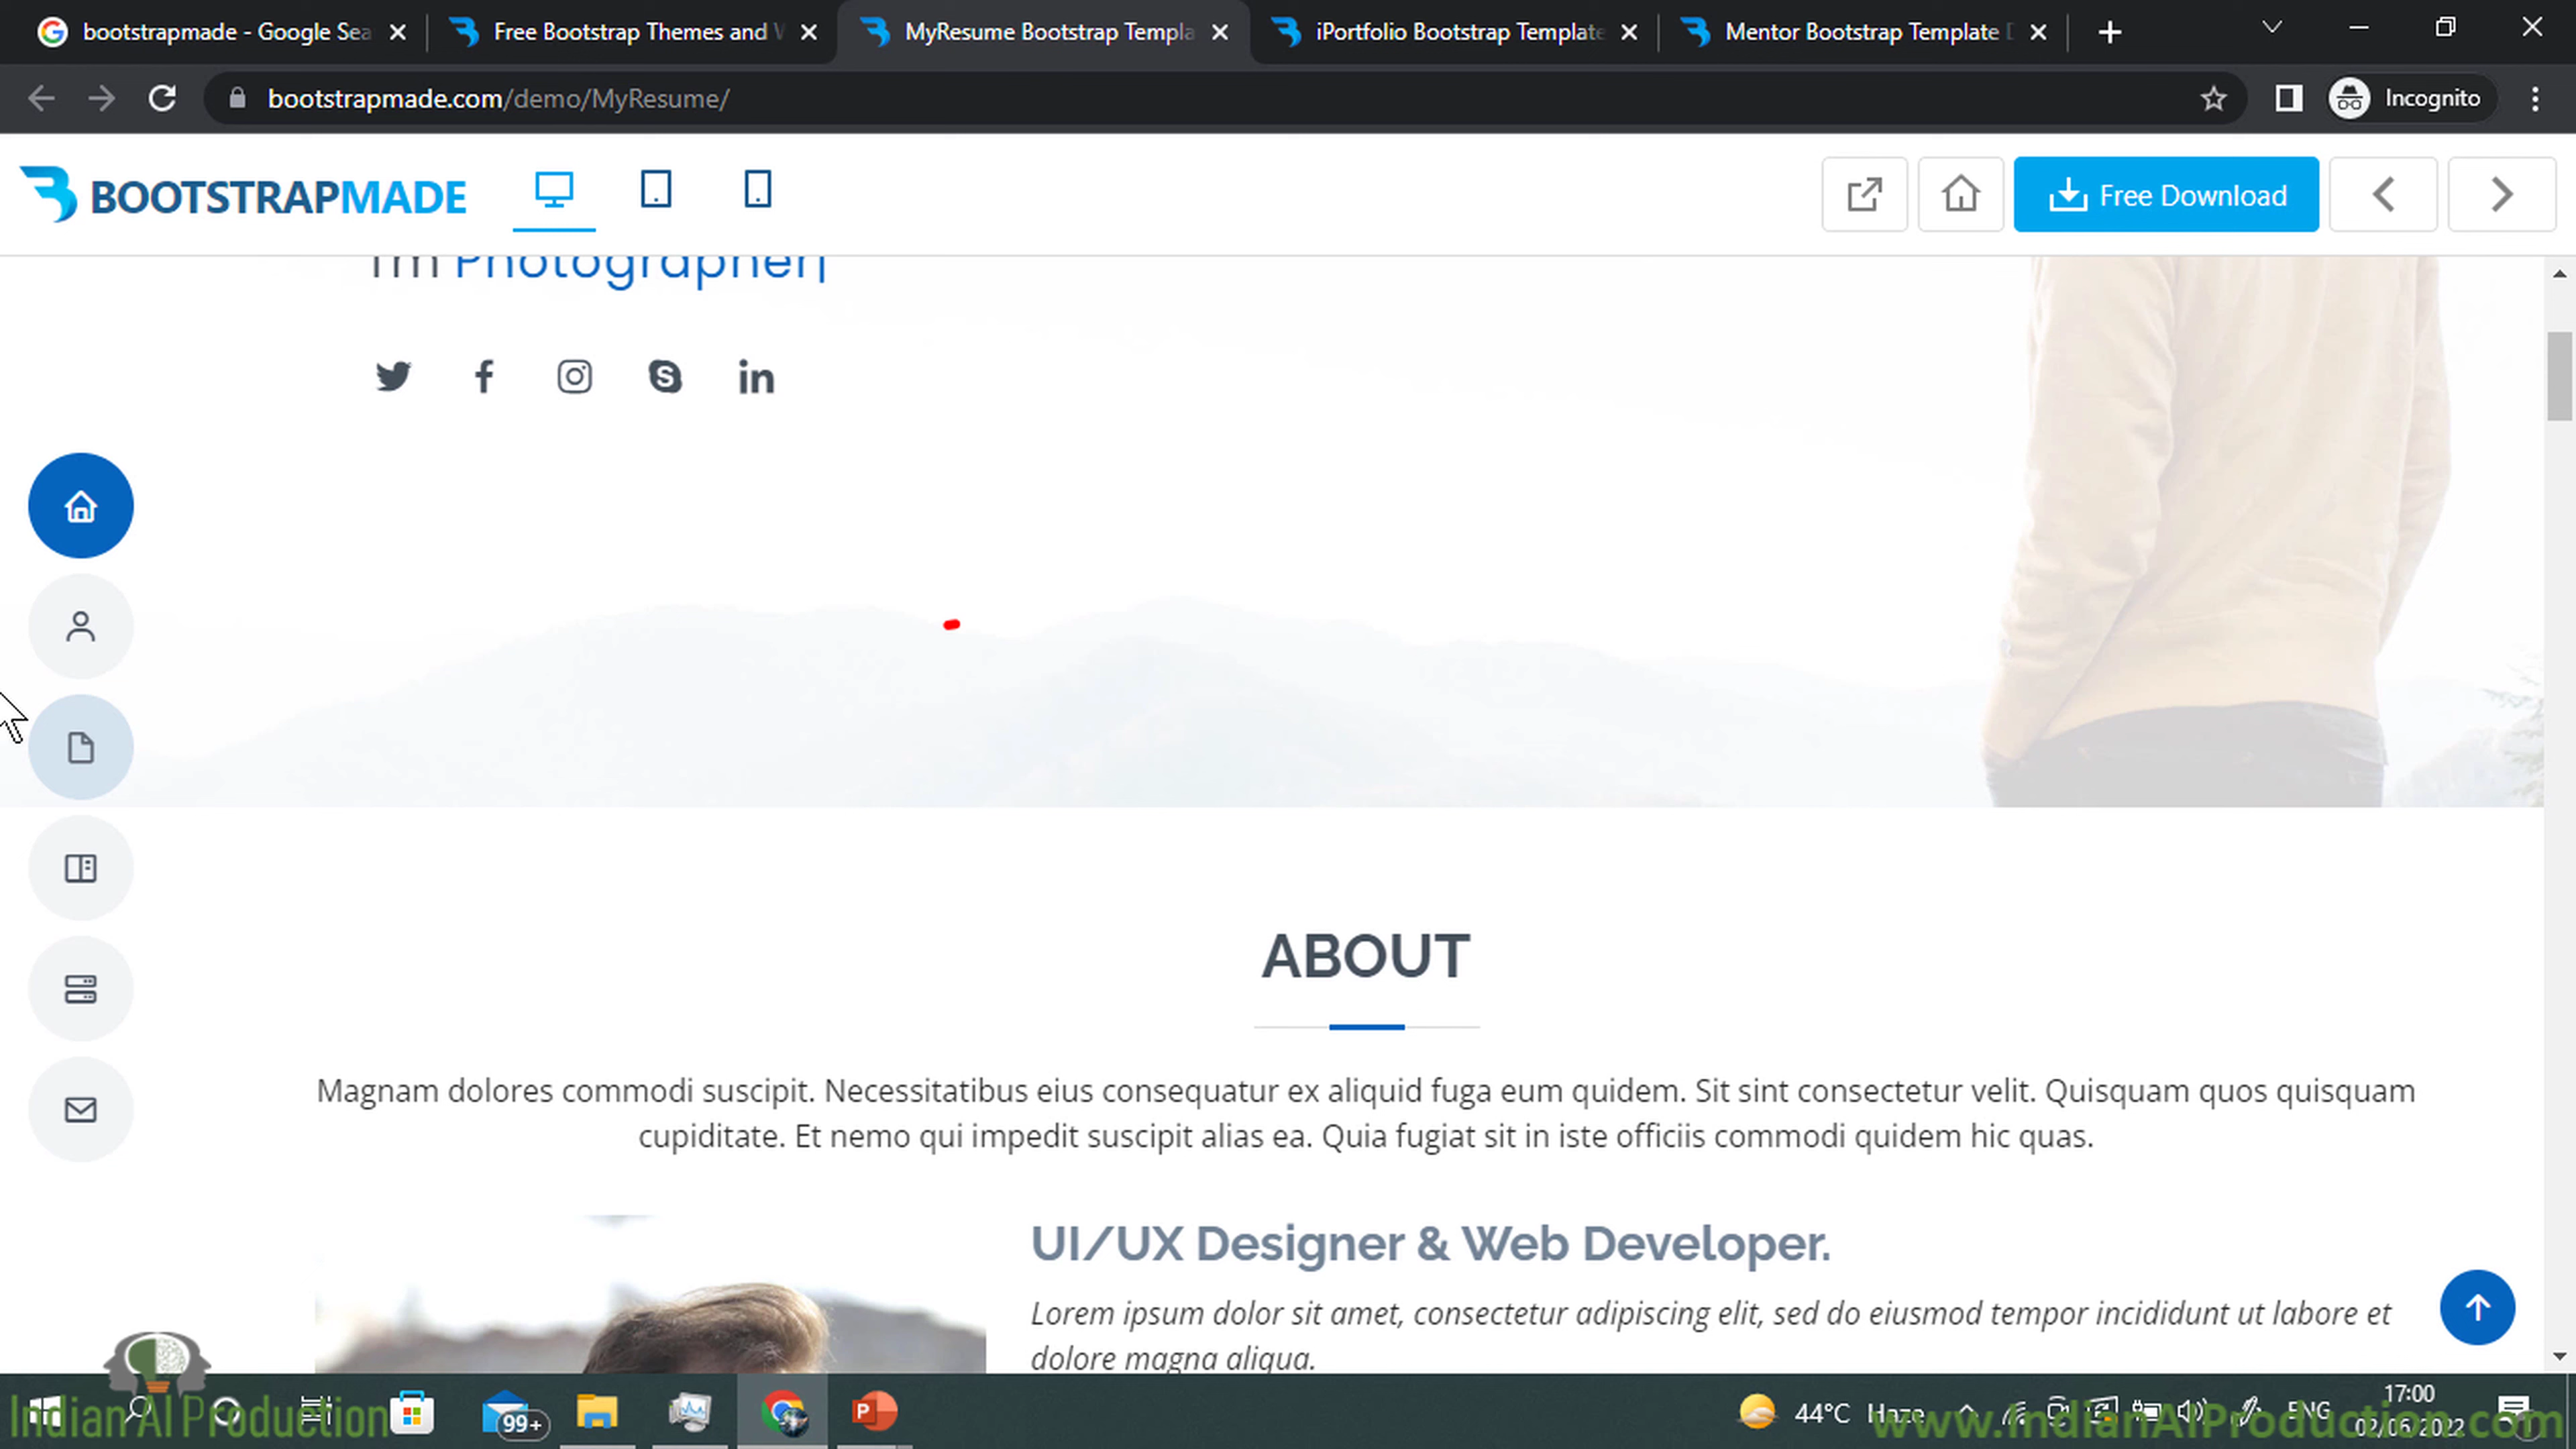 bootstrapmade - Google Sea
Free Bootstrap Themes and W
MyResume Bootstrap Templa
iPortfolio Bootstrap Template
Mentor Bootstrap Template D
bootstrapmade.com/demo/MyResume/
Incognito
BOOTSTRAPMADE
Free Download
I'm Photographer|
ABOUT
Magnam dolores commodi suscipit. Necessitatibus eius consequatur ex aliquid fuga eum quidem. Sit sint consectetur velit. Quisquam quos quisquam
cupiditate. Et nemo qui impedit suscipit alias ea. Quia fugiat sit in iste officiis commodi quidem hic quas.
UI/UX Designer & Web Developer.
Lorem ipsum dolor sit amet, consectetur adipiscing elit, sed do eiusmod tempor incididunt ut labore et
dolore magna aliqua.
Indian AI Production
99+
P
44°C Haze
ENG
17:00
02/06/2022
www.IndianAIProduction.com